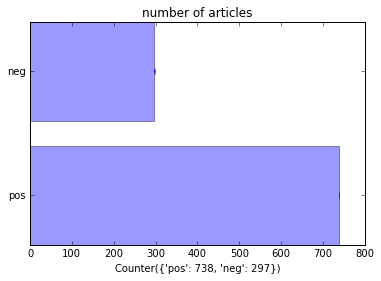 number of articles
neg
pos
0 100 200 300 400 500 600 700 800
Counter({'pos': 738, 'neg': 297})